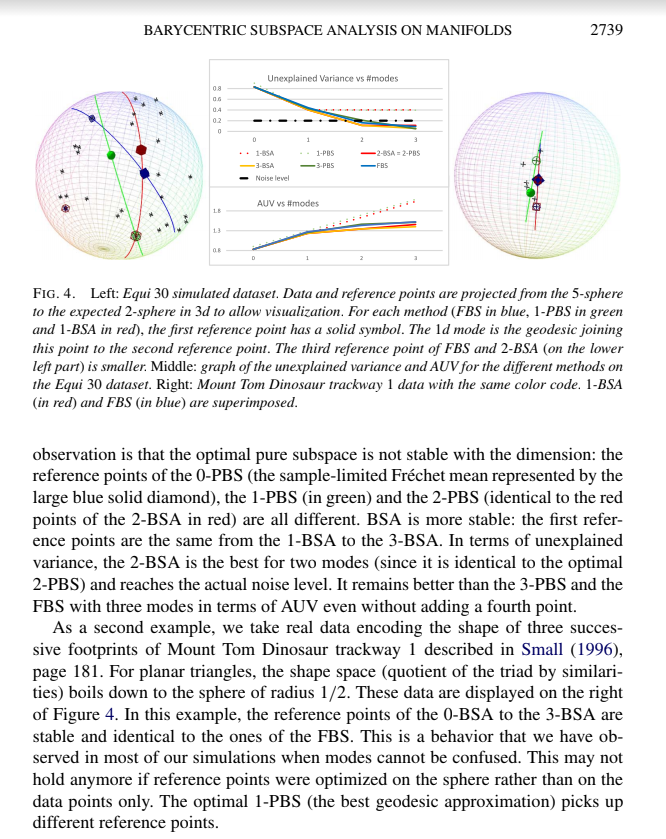 BARYCENTRIC SUBSPACE ANALYSIS ON MANIFOLDS 2739
Unexplained Variance vs #modes
0.8
0.6
0.4
0.2
0
0 1 2 3
1-BSA 1-PBS 2-BSA = 2-PBS
3-BSA 3-PBS FBS
Noise level
AUV vs #modes
1.8
1.3
0.8
0 1 2 3
FIG. 4. Left: Equi 30 simulated dataset. Data and reference points are projected from the 5-sphere
to the expected 2-sphere in 3d to allow visualization. For each method (FBS in blue, 1-PBS in green
and 1-BSA in red), the first reference point has a solid symbol. The 1d mode is the geodesic joining
this point to the second reference point. The third reference point of FBS and 2-BSA (on the lower
left part) is smaller. Middle: graph of the unexplained variance and AUV for the different methods on
the Equi 30 dataset. Right: Mount Tom Dinosaur trackway 1 data with the same color code. 1-BSA
(in red) and FBS (in blue) are superimposed.
observation is that the optimal pure subspace is not stable with the dimension: the
reference points of the 0-PBS (the sample-limited Fréchet mean represented by the
large blue solid diamond), the 1-PBS (in green) and the 2-PBS (identical to the red
points of the 2-BSA in red) are all different. BSA is more stable: the first refer-
ence points are the same from the 1-BSA to the 3-BSA. In terms of unexplained
variance, the 2-BSA is the best for two modes (since it is identical to the optimal
2-PBS) and reaches the actual noise level. It remains better than the 3-PBS and the
FBS with three modes in terms of AUV even without adding a fourth point.
As a second example, we take real data encoding the shape of three succes-
sive footprints of Mount Tom Dinosaur trackway 1 described in Small (1996),
page 181. For planar triangles, the shape space (quotient of the triad by similari-
ties) boils down to the sphere of radius 1/2. These data are displayed on the right
of Figure 4. In this example, the reference points of the 0-BSA to the 3-BSA are
stable and identical to the ones of the FBS. This is a behavior that we have ob-
served in most of our simulations when modes cannot be confused. This may not
hold anymore if reference points were optimized on the sphere rather than on the
data points only. The optimal 1-PBS (the best geodesic approximation) picks up
different reference points.